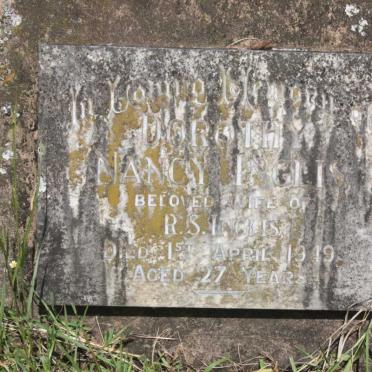 In Loving Memory
DOROTHY
NANCY INGLIS
BELOVED WIFE OF
R.S. INGLIS
DIED 1ST APRIL 1949
AGED 27 YEARS